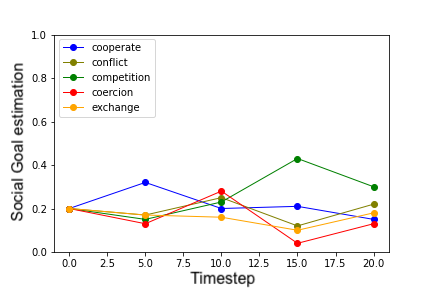 1.0
0.8
0.6
0.4
0.2
0.0
Social Goal estimation
cooperate
conflict
competition
coercion
exchange
0.0 2.5 5.0 7.5 10.0 12.5 15.0 17.5 20.0
Timestep